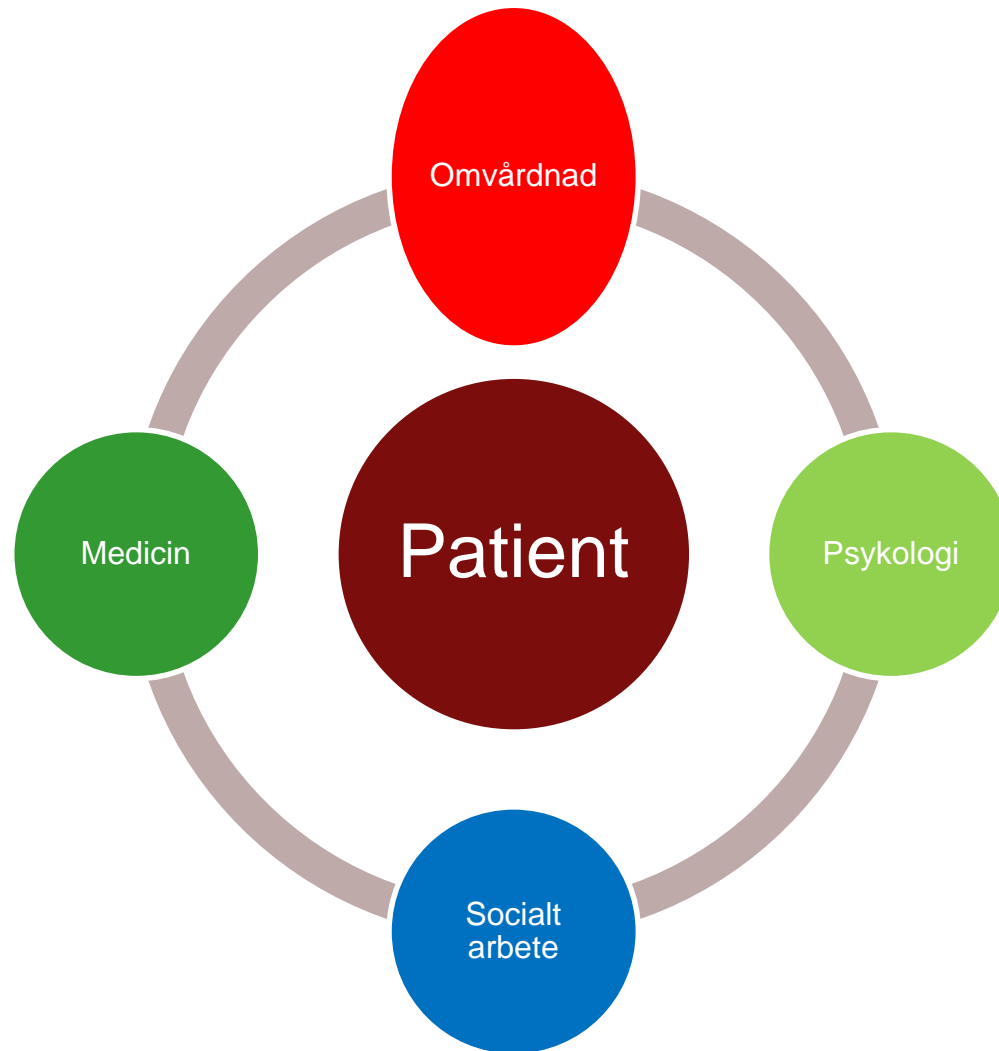 Omvårdnad
Medicin
Patient
Psykologi
Socialt
arbete